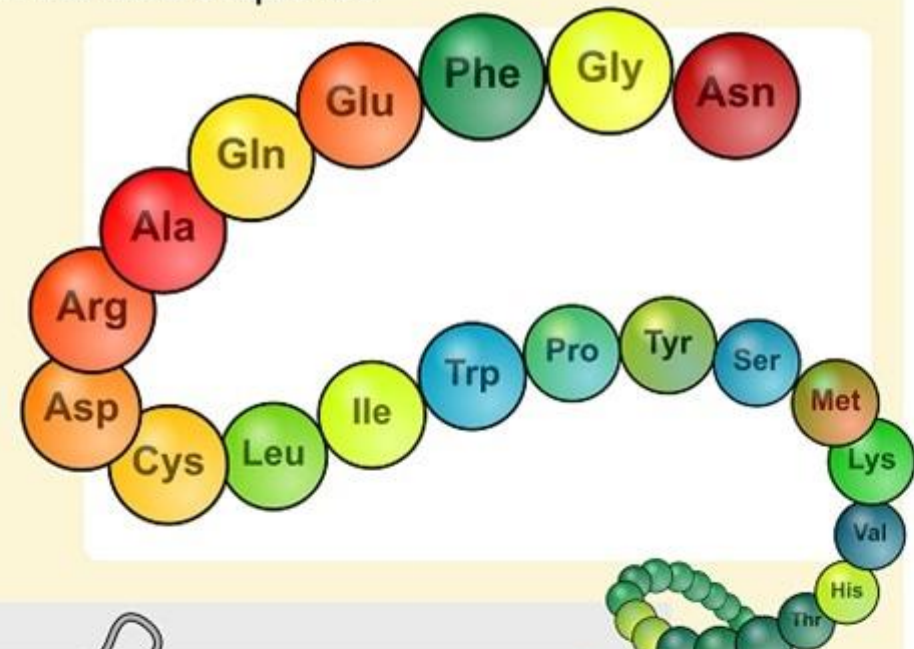 Asn
Gly
Phe
Glu
Gln
Ala
Arg
Asp
Cys
Leu
Ile
Trp
Pro
Tyr
Ser
Met
Lys
Val
His
Thr